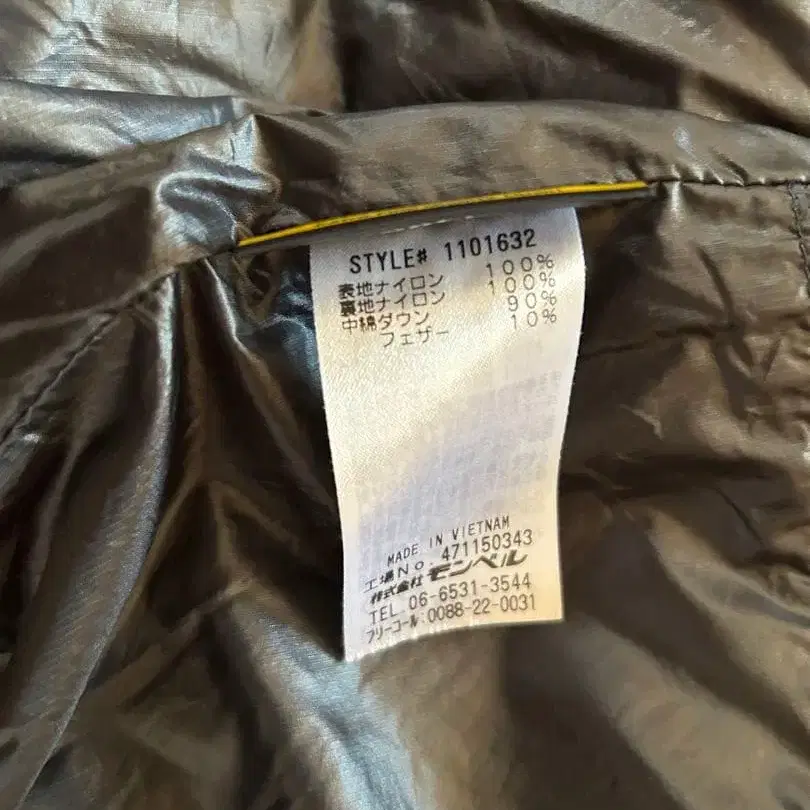 STYLE# 1101632
表地ナイロン 100%
裏地ナイロン 100%
中綿ダウン 90%
フェザー 10%
MADE IN VIETNAM
工場No. 471150343
株式会社 モンベル
TEL 06-6531-3544
フリーコール:0088-22-0031